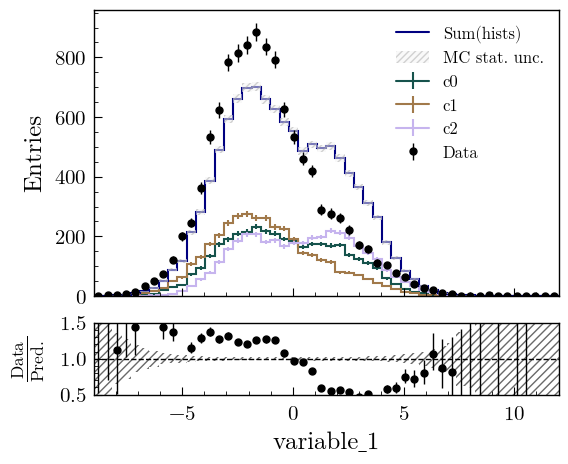 Entries
800
600
400
200
0
Sum(hists)
MC stat. unc.
c0
c1
c2
Data
Data
Pred.
1.5
1.0
0.5
−5
0
5
10
variable_1